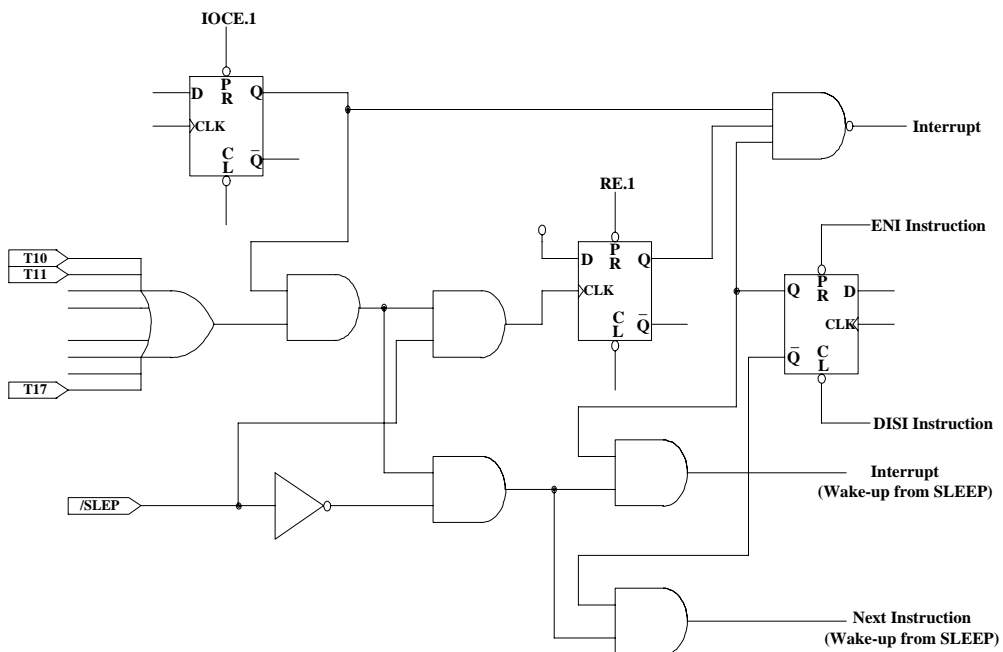 IOCE.1
D
P
R
Q
CLK
C
L
Q̅
Interrupt
RE.1
D
P
R
Q
CLK
C
L
Q̅
ENI Instruction
Q
P
R
D
CLK
Q̅
C
L
DISI Instruction
T10
T11
T17
/SLEP
Interrupt
(Wake-up from SLEEP)
Next Instruction
(Wake-up from SLEEP)